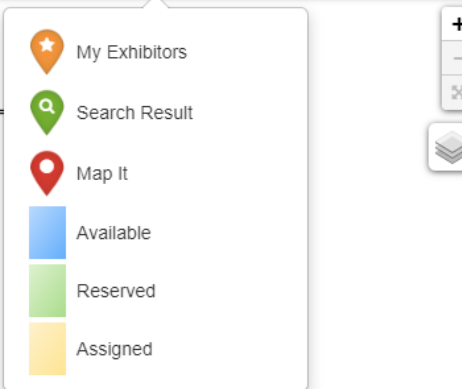 My Exhibitors
Search Result
Map It
Available
Reserved
Assigned